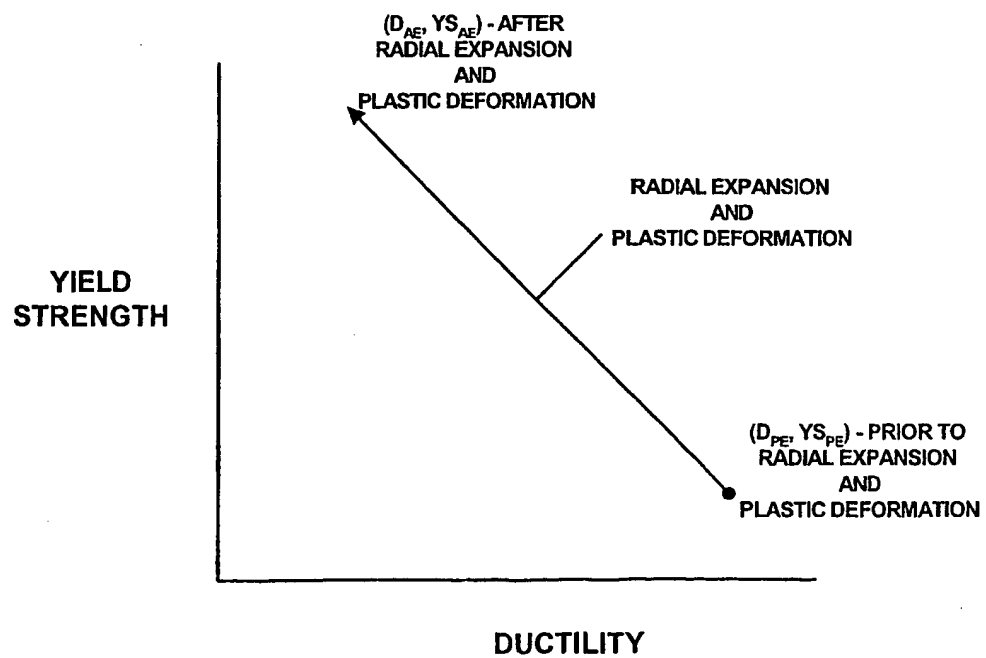 (D_AE, YS_AE) - AFTER
RADIAL EXPANSION
AND
PLASTIC DEFORMATION
RADIAL EXPANSION
AND
PLASTIC DEFORMATION
YIELD
STRENGTH
(D_PE, YS_PE) - PRIOR TO
RADIAL EXPANSION
AND
PLASTIC DEFORMATION
DUCTILITY